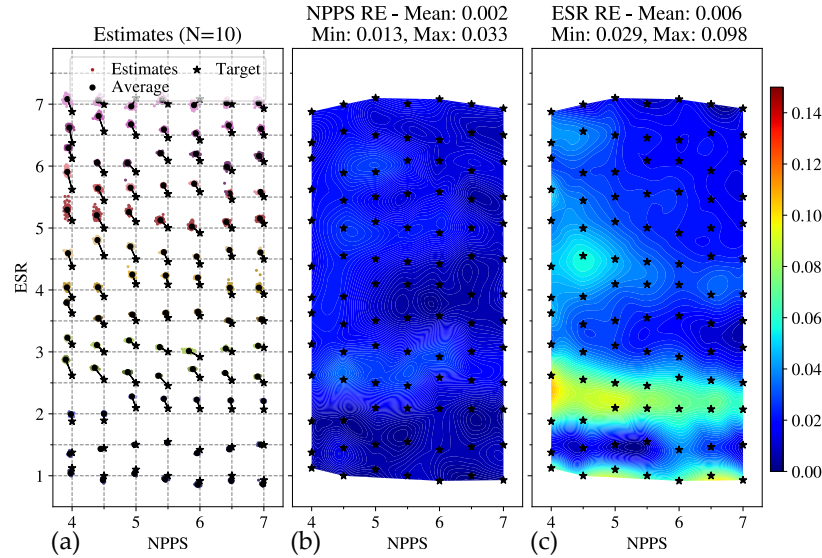 Estimates (N=10)
NPPS RE - Mean: 0.002
Min: 0.013, Max: 0.033
ESR RE - Mean: 0.006
Min: 0.029, Max: 0.098
Estimates
Target
Average
ESR
7
6
5
4
3
2
1
4
5
6
7
NPPS
(a)
4
5
6
7
NPPS
(b)
4
5
6
7
NPPS
(c)
0.14
0.12
0.10
0.08
0.06
0.04
0.02
0.00